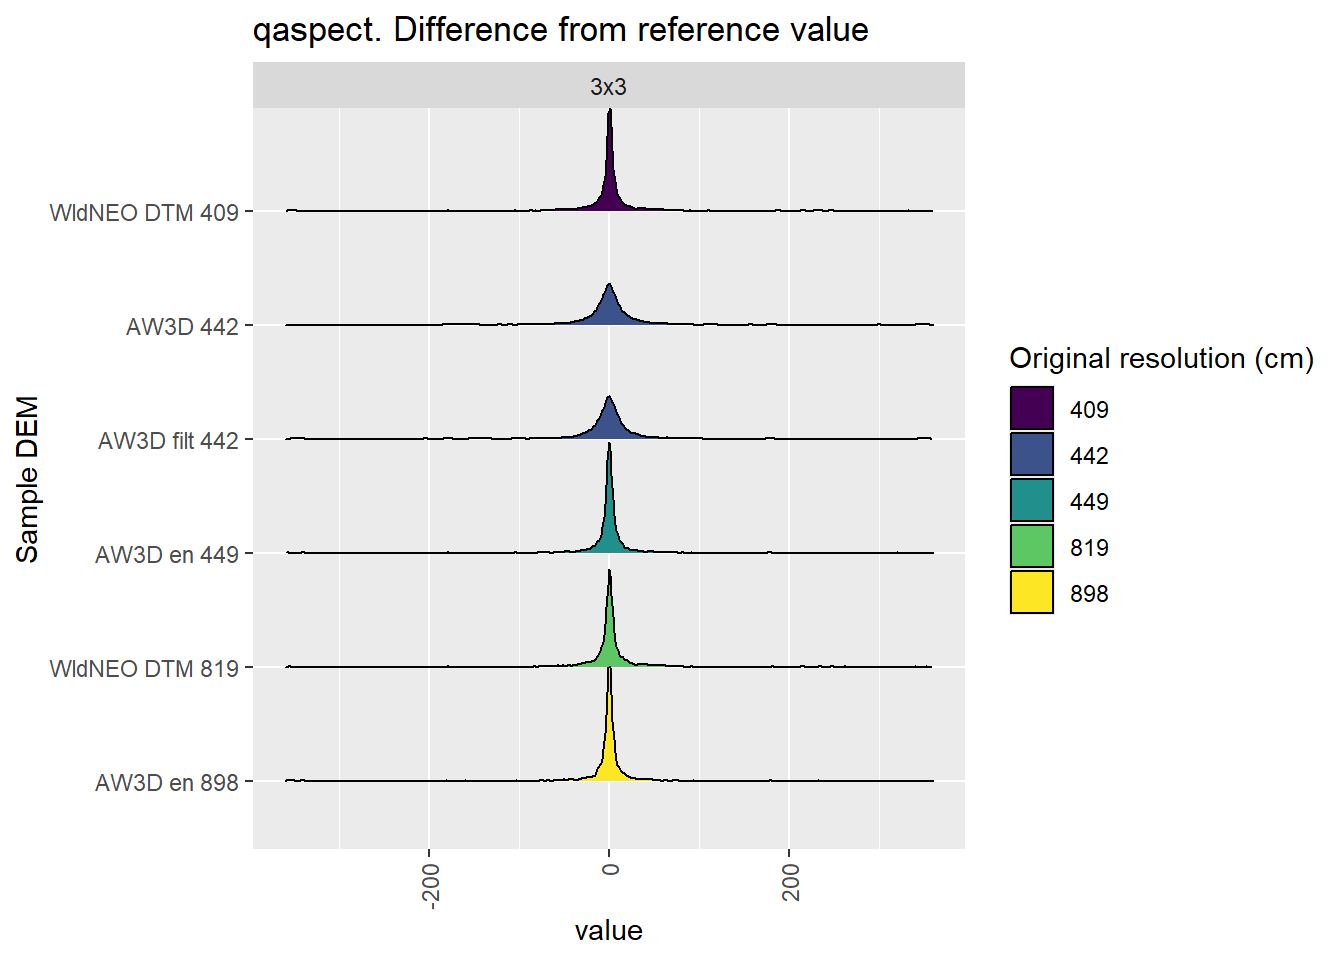 qaspect. Difference from reference value
3x3
WldNEO DTM 409
AW3D 442
AW3D filt 442
AW3D en 449
WldNEO DTM 819
AW3D en 898
Sample DEM
-200
0
200
value
Original resolution (cm)
409
442
449
819
898